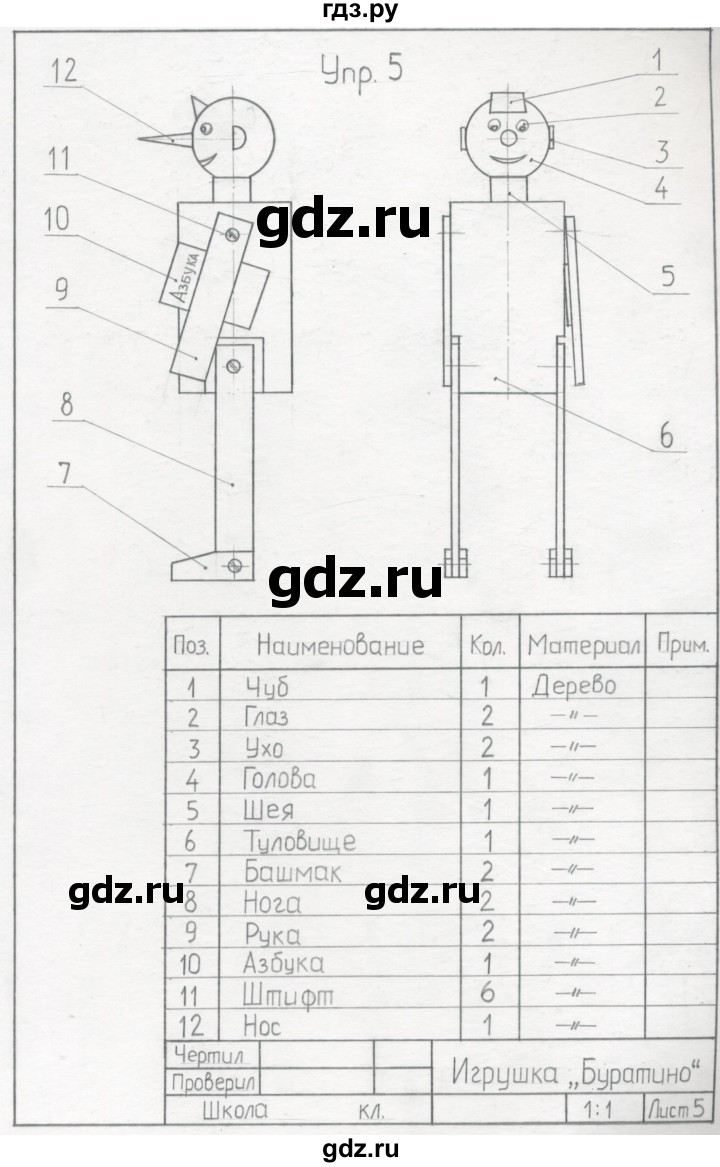 гдз.ру
Упр. 5
12
11
10
9
8
7
Азбука
1
2
3
4
5
6
gdz.ru
gdz.ru
Поз. Наименование Кол. Материал Прим.
1 Чуб 1 Дерево
2 Глаз 2 —"—
3 Ухо 2 —"—
4 Голова 1 —"—
5 Шея 1 —"—
6 Туловище 1 —"—
7 Башмак 2 —"—
gdz.ru gdz.ru
8 Нога 2 —"—
9 Рука 2 —"—
10 Азбука 1 —"—
11 Штифт 6 —"—
12 Нос 1 —"—
Чертил
Проверил
Игрушка „Буратино“
Школа кл. 1:1 Лист 5
gdz.ru